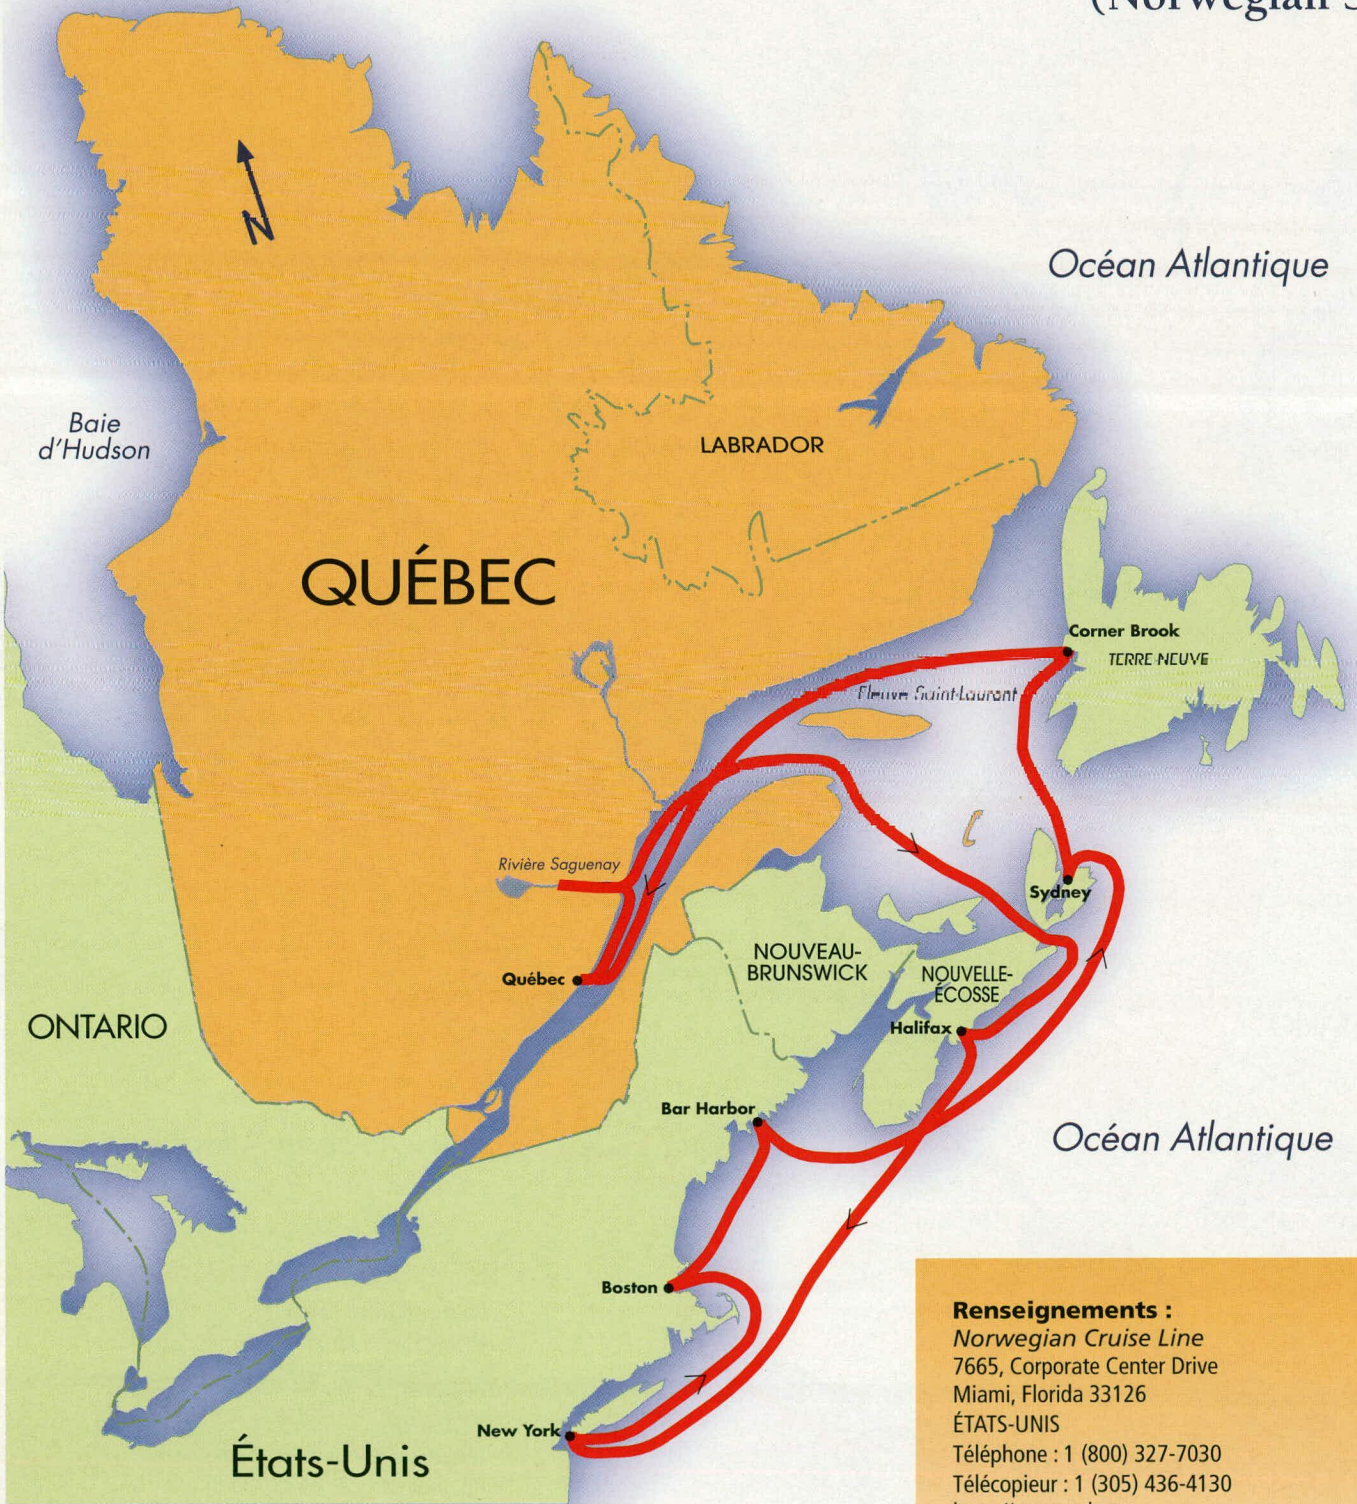 (Norwegian
N
Océan Atlantique
Baie
d'Hudson
LABRADOR
QUÉBEC
Corner Brook
TERRE NEUVE
Fleuve Saint-Laurent
Rivière Saguenay
Sydney
NOUVEAU-
BRUNSWICK
NOUVELLE-
ÉCOSSE
Québec
ONTARIO
Halifax
Bar Harbor
Océan Atlantique
Boston
New York
États-Unis
Renseignements :
Norwegian Cruise Line
7665, Corporate Center Drive
Miami, Florida 33126
ÉTATS-UNIS
Téléphone : 1 (800) 327-7030
Télécopieur : 1 (305) 436-4130